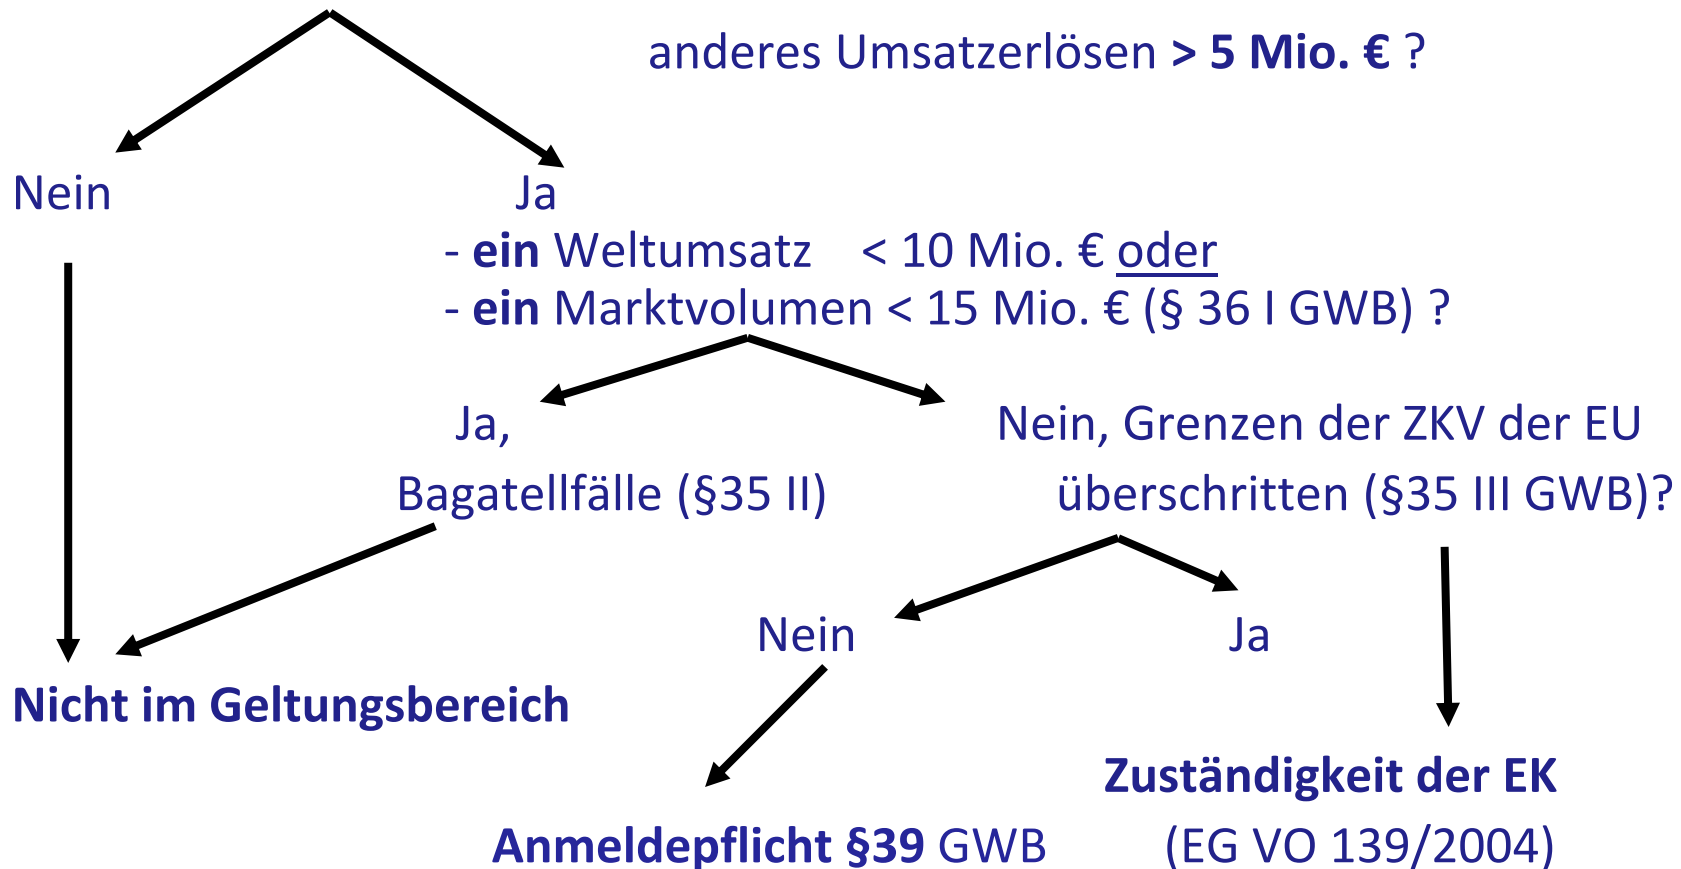 anderes Umsatzerlösen > 5 Mio. € ?
Nein Ja
- ein Weltumsatz < 10 Mio. € oder
- ein Marktvolumen < 15 Mio. € (§ 36 I GWB) ?
Ja, Nein, Grenzen der ZKV der EU
Bagatellfälle (§35 II) überschritten (§35 III GWB)?
Nein Ja
Nicht im Geltungsbereich
Zuständigkeit der EK
Anmeldepflicht §39 GWB (EG VO 139/2004)